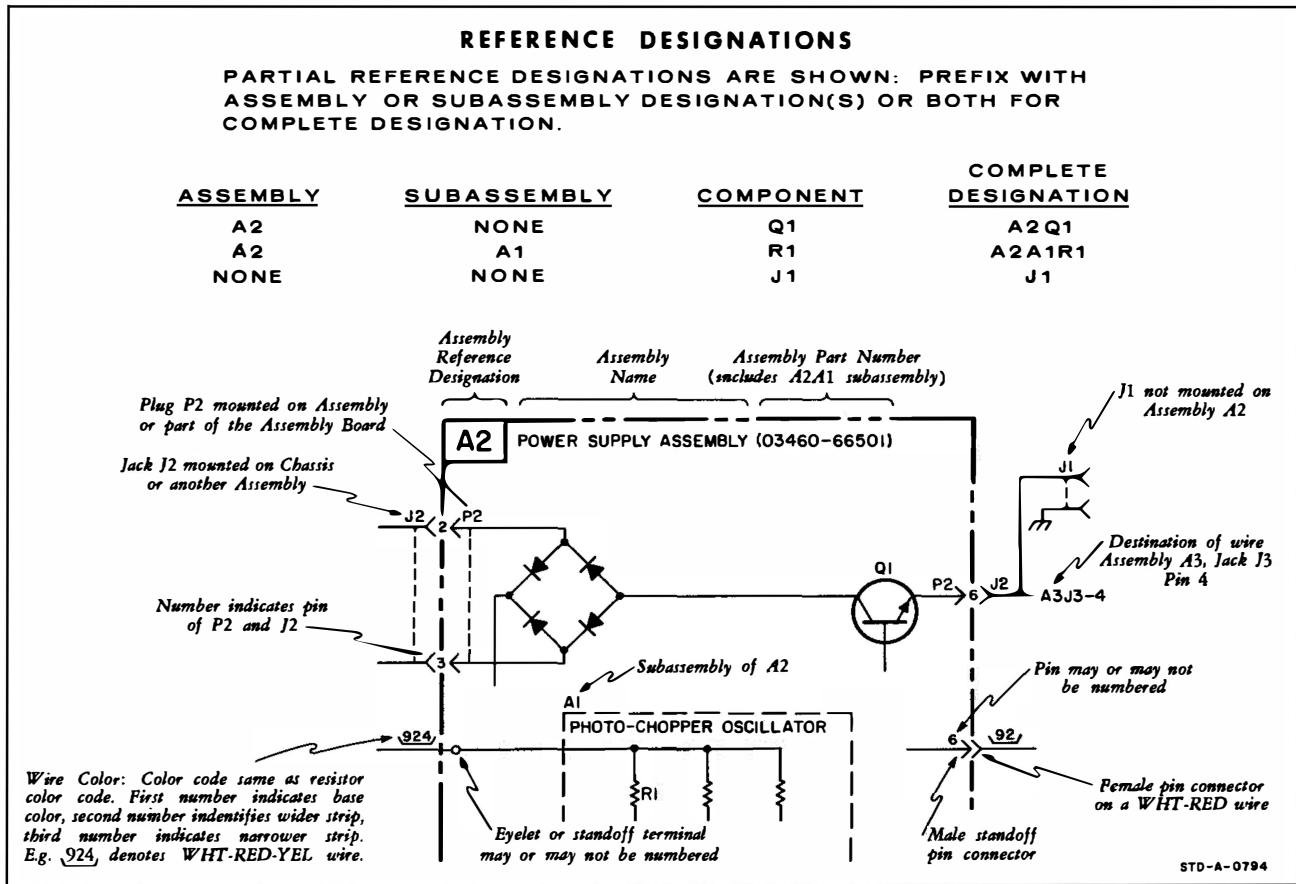 REFERENCE DESIGNATIONS
PARTIAL REFERENCE DESIGNATIONS ARE SHOWN: PREFIX WITH
ASSEMBLY OR SUBASSEMBLY DESIGNATION(S) OR BOTH FOR
COMPLETE DESIGNATION.
ASSEMBLY SUBASSEMBLY COMPONENT COMPLETE DESIGNATION
A2 NONE Q1 A2Q1
A2 A1 R1 A2A1R1
NONE NONE J1 J1
Assembly
Reference
Designation
Assembly
Name
Assembly Part Number
(includes A2A1 subassembly)
Plug P2 mounted on Assembly
or part of the Assembly Board
J1 not mounted on
Assembly A2
A2
POWER SUPPLY ASSEMBLY (03460-66501)
Jack J2 mounted on Chassis
or another Assembly
J1
J2 2 P2
Destination of wire
Assembly A3, Jack J3
Pin 4
Q1
P2 6 J2
A3J3-4
Number indicates pin
of P2 and J2
3
Subassembly of A2
Pin may or may not
be numbered
A1
PHOTO-CHOPPER OSCILLATOR
924
6 92
R1
Wire Color: Color code same as resistor
color code. First number indicates base
color, second number indentifies wider strip,
third number indicates narrower strip.
E.g. 924 denotes WHT-RED-YEL wire.
Eyelet or standoff terminal
may or may not be numbered
Male standoff
pin connector
Female pin connector
on a WHT-RED wire
STD-A-0794